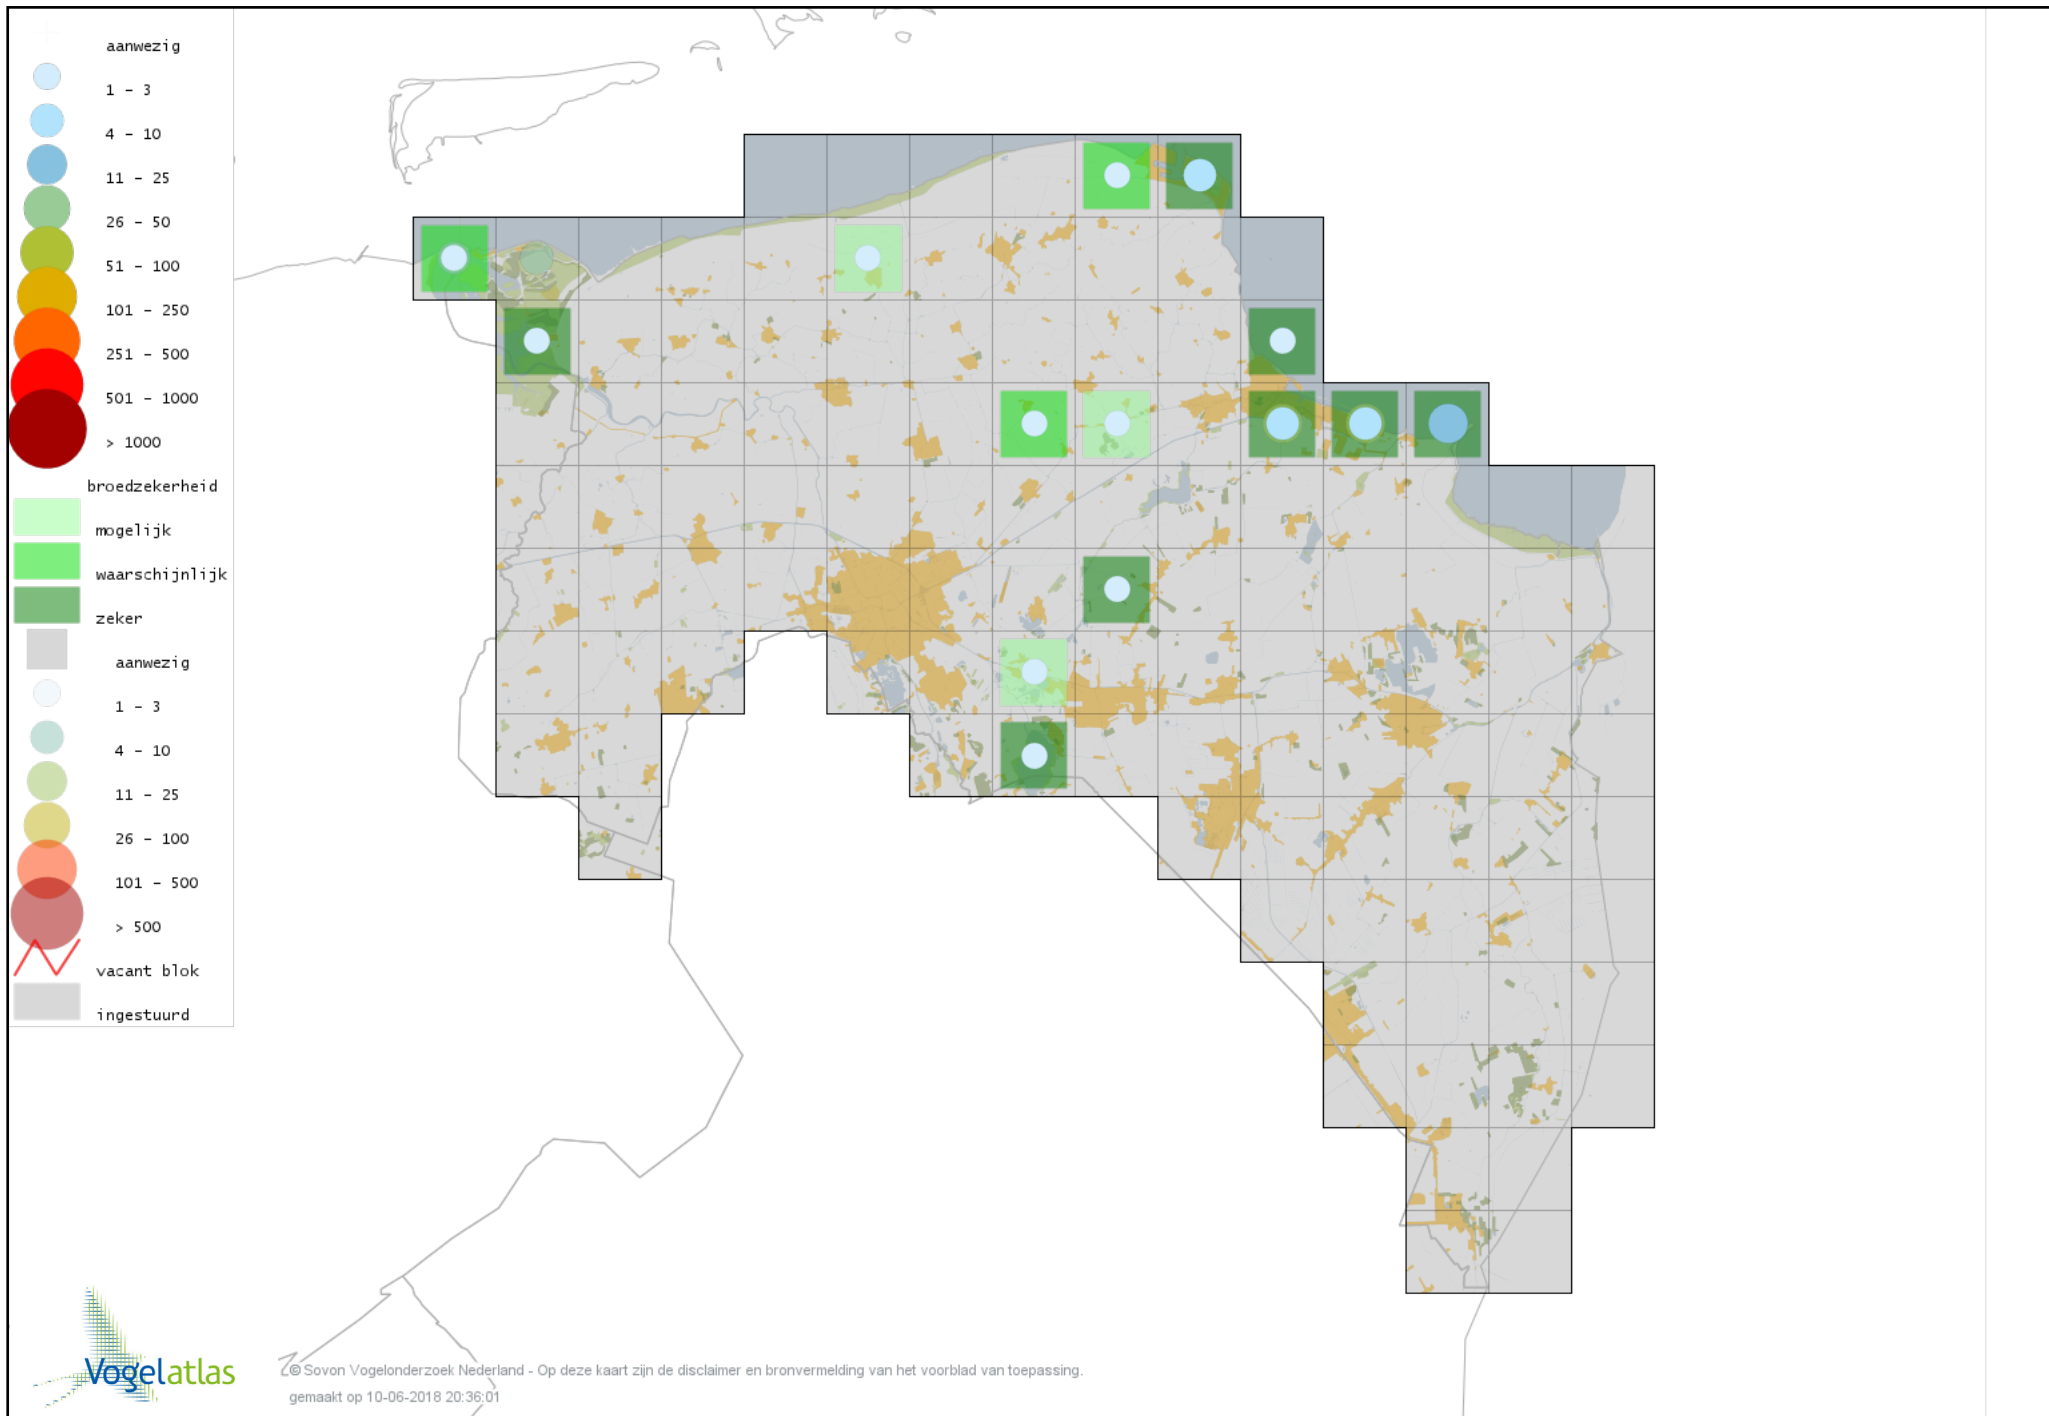 aanwezig
1 - 3
4 - 10
11 - 25
26 - 50
51 - 100
101 - 250
251 - 500
501 - 1000
> 1000
broedzekerheid
mogelijk
waarschijnlijk
zeker
aanwezig
1 - 3
4 - 10
11 - 25
26 - 100
101 - 500
> 500
vacant blok
ingestuurd
Vogelatlas
© Sovon Vogelonderzoek Nederland - Op deze kaart zijn de disclaimer en bronvermelding van het voorblad van toepassing.
gemaakt op 10-06-2018 20:36:01